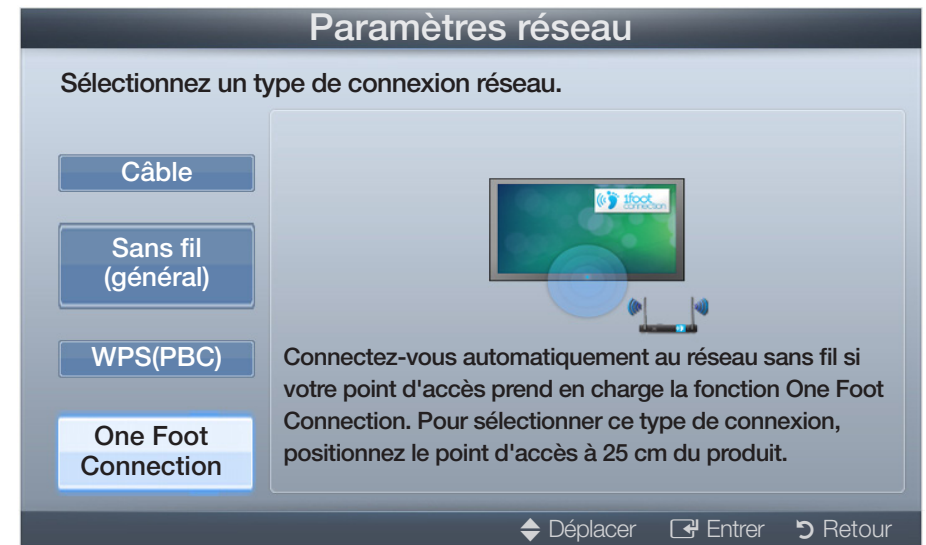 Paramètres réseau
Sélectionnez un type de connexion réseau.
Câble
Sans fil
(général)
WPS(PBC)
One Foot
Connection
1foot
connection
Connectez-vous automatiquement au réseau sans fil si
votre point d'accès prend en charge la fonction One Foot
Connection. Pour sélectionner ce type de connexion,
positionnez le point d'accès à 25 cm du produit.
Déplacer Entrer Retour